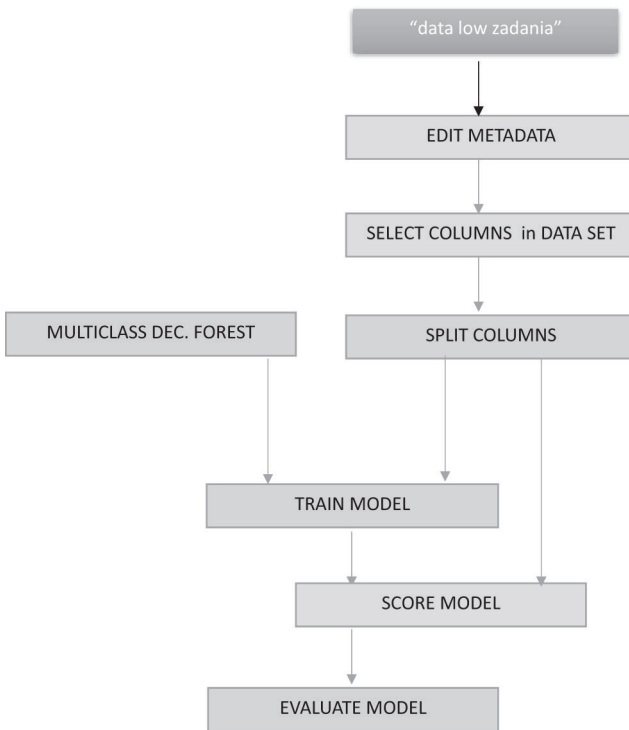 “data low zadania”
EDIT METADATA
SELECT COLUMNS in DATA SET
MULTICLASS DEC. FOREST
SPLIT COLUMNS
TRAIN MODEL
SCORE MODEL
EVALUATE MODEL